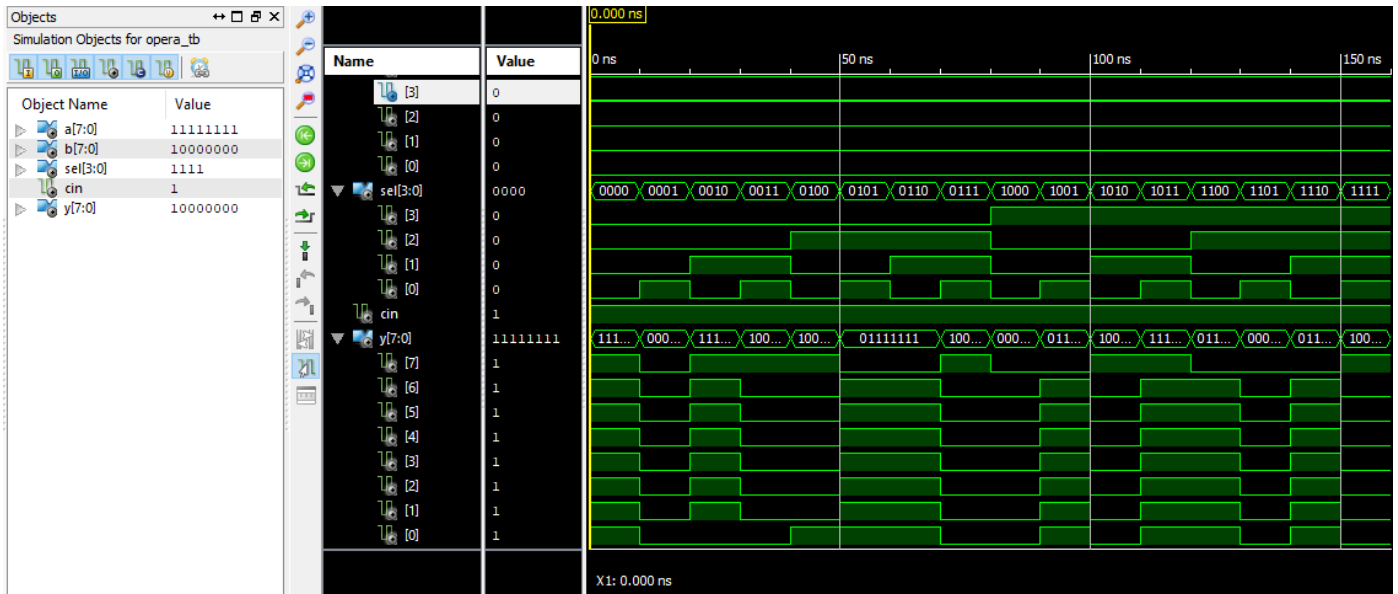 Objects
Simulation Objects for opera_tb
Object Name Value
a[7:0] 11111111
b[7:0] 10000000
sel[3:0] 1111
cin 1
y[7:0] 10000000
Name Value
[3] 0
[2] 0
[1] 0
[0] 0
sel[3:0] 0000
[3] 0
[2] 0
[1] 0
[0] 0
cin 1
y[7:0] 11111111
[7] 1
[6] 1
[5] 1
[4] 1
[3] 1
[2] 1
[1] 1
[0] 1
0.000 ns
0 ns 50 ns 100 ns 150 ns
0000 0001 0010 0011 0100 0101 0110 0111 1000 1001 1010 1011 1100 1101 1110 1111
111... 000... 111... 100... 100... 01111111 100... 000... 011... 100... 111... 011... 000... 011... 100...
X1: 0.000 ns